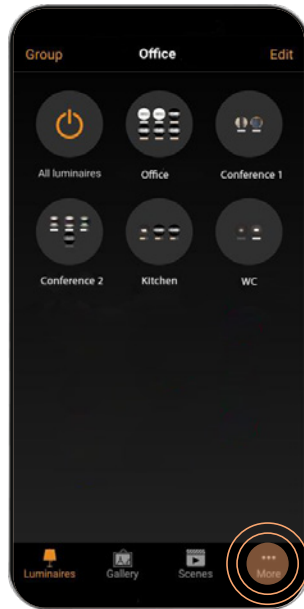 Group Office Edit
All luminaires Office Conference 1
Conference 2 Kitchen WC
Luminaires Gallery Scenes More